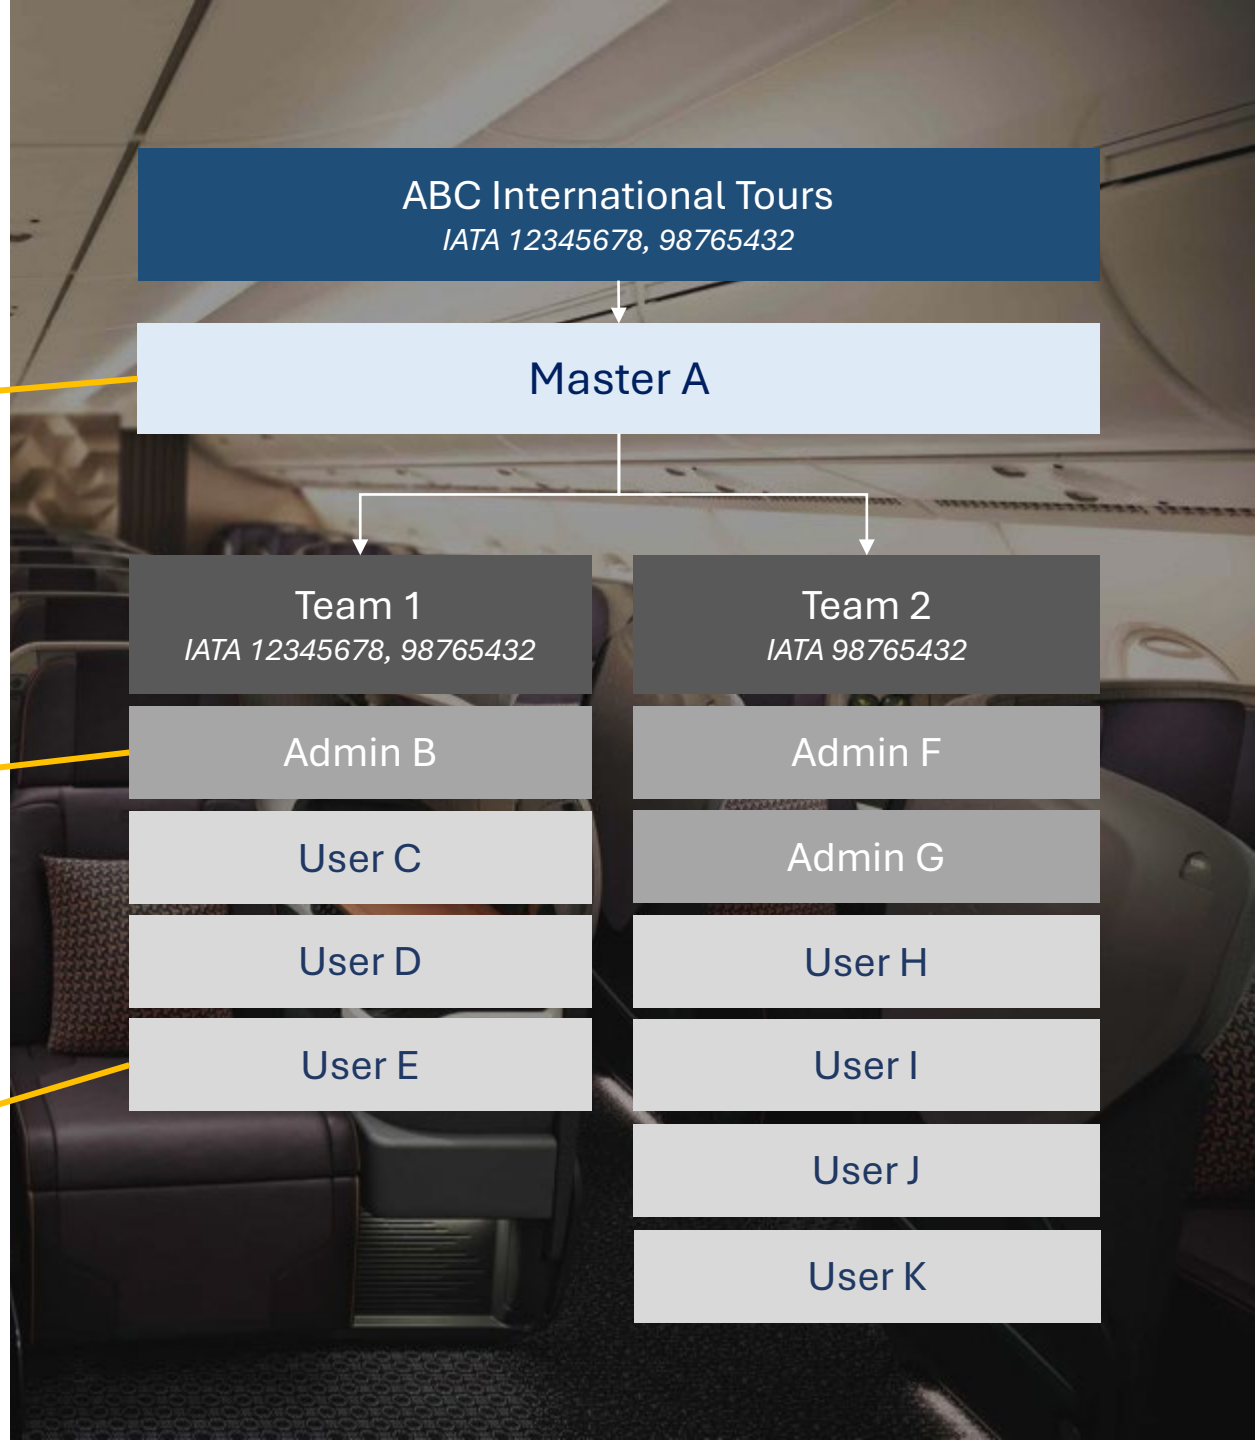 ABC International Tours
IATA 12345678, 98765432
Master A
Team 1
IATA 12345678, 98765432
Admin B
User C
User D
User E
Team 2
IATA 98765432
Admin F
Admin G
User H
User I
User J
User K